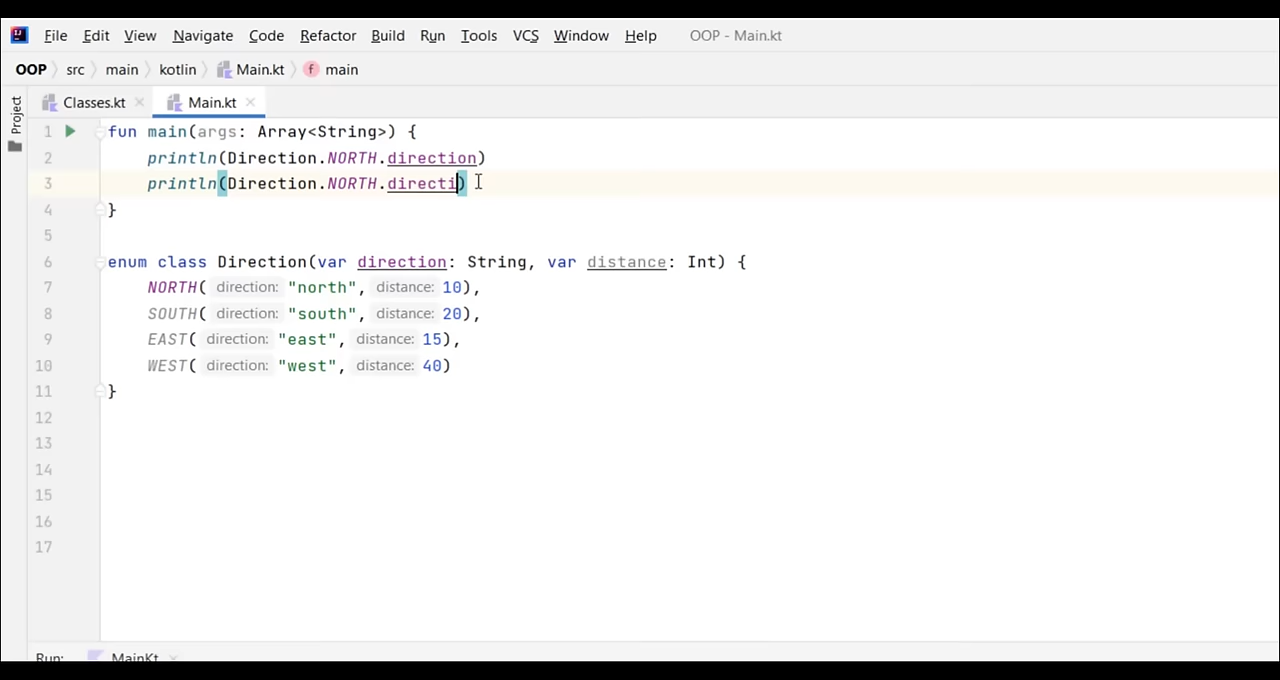 File Edit View Navigate Code Refactor Build Run Tools VCS Window Help OOP - Main.kt
OOP src main kotlin Main.kt f main
Project
Classes.kt Main.kt
1 fun main(args: Array<String>) {
2 println(Direction.NORTH.direction)
3 println(Direction.NORTH.directi)
4 }
5
6 enum class Direction(var direction: String, var distance: Int) {
7 NORTH( direction: "north", distance: 10),
8 SOUTH( direction: "south", distance: 20),
9 EAST( direction: "east", distance: 15),
10 WEST( direction: "west", distance: 40)
11 }
12
13
14
15
16
17
Run: MainKt